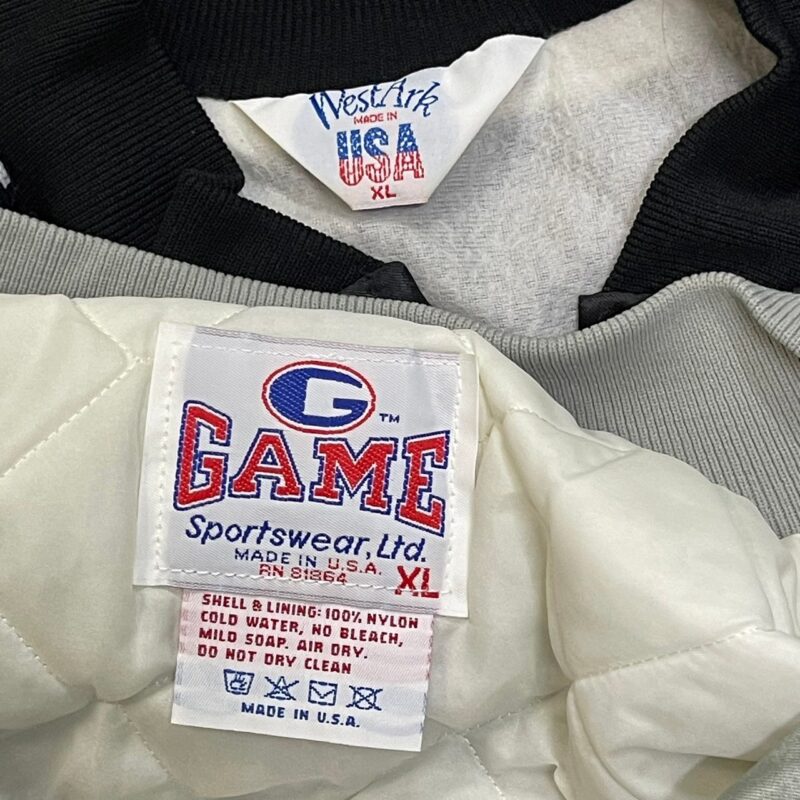 WestArk
MADE IN
USA
XL
G
TM
GAME
Sportswear, Ltd.
MADE IN U.S.A.
RN 81864
XL
SHELL & LINING: 100% NYLON
COLD WATER, NO BLEACH,
MILD SOAP. AIR DRY.
DO NOT DRY CLEAN
MADE IN U.S.A.